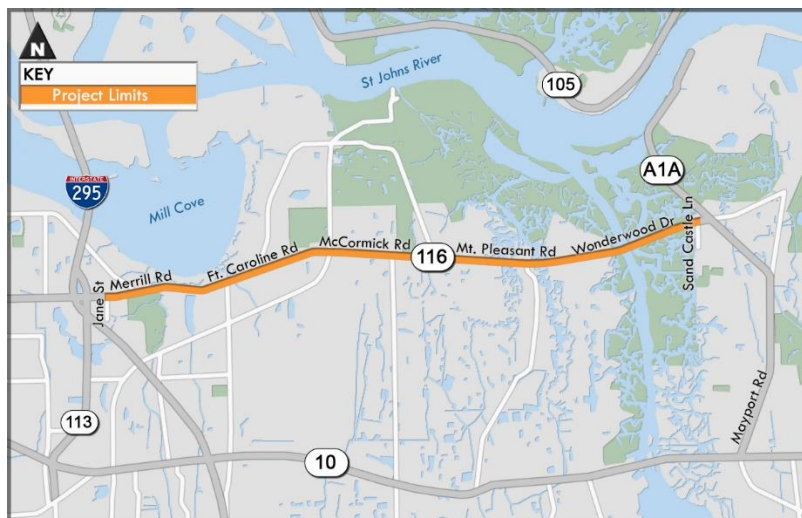 N
KEY
Project Limits
St Johns River
105
INTERSTATE
295
Mill Cove
A1A
Merrill Rd
Ft. Caroline Rd
McCormick Rd
116
Mt. Pleasant Rd
Wonderwood Dr
Sand Castle Ln
Jane St
113
10
Mayport Rd